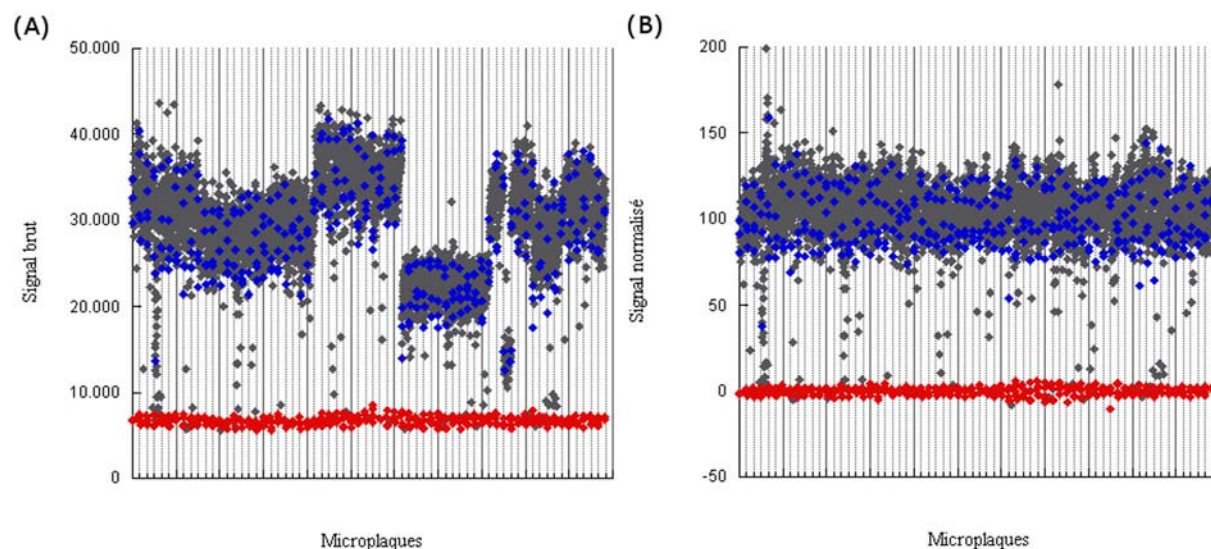 (A)
50.000
40.000
30.000
20.000
10.000
0
Signal brut
Microplaques
(B)
200
150
100
50
0
-50
Signal normalisé
Microplaques